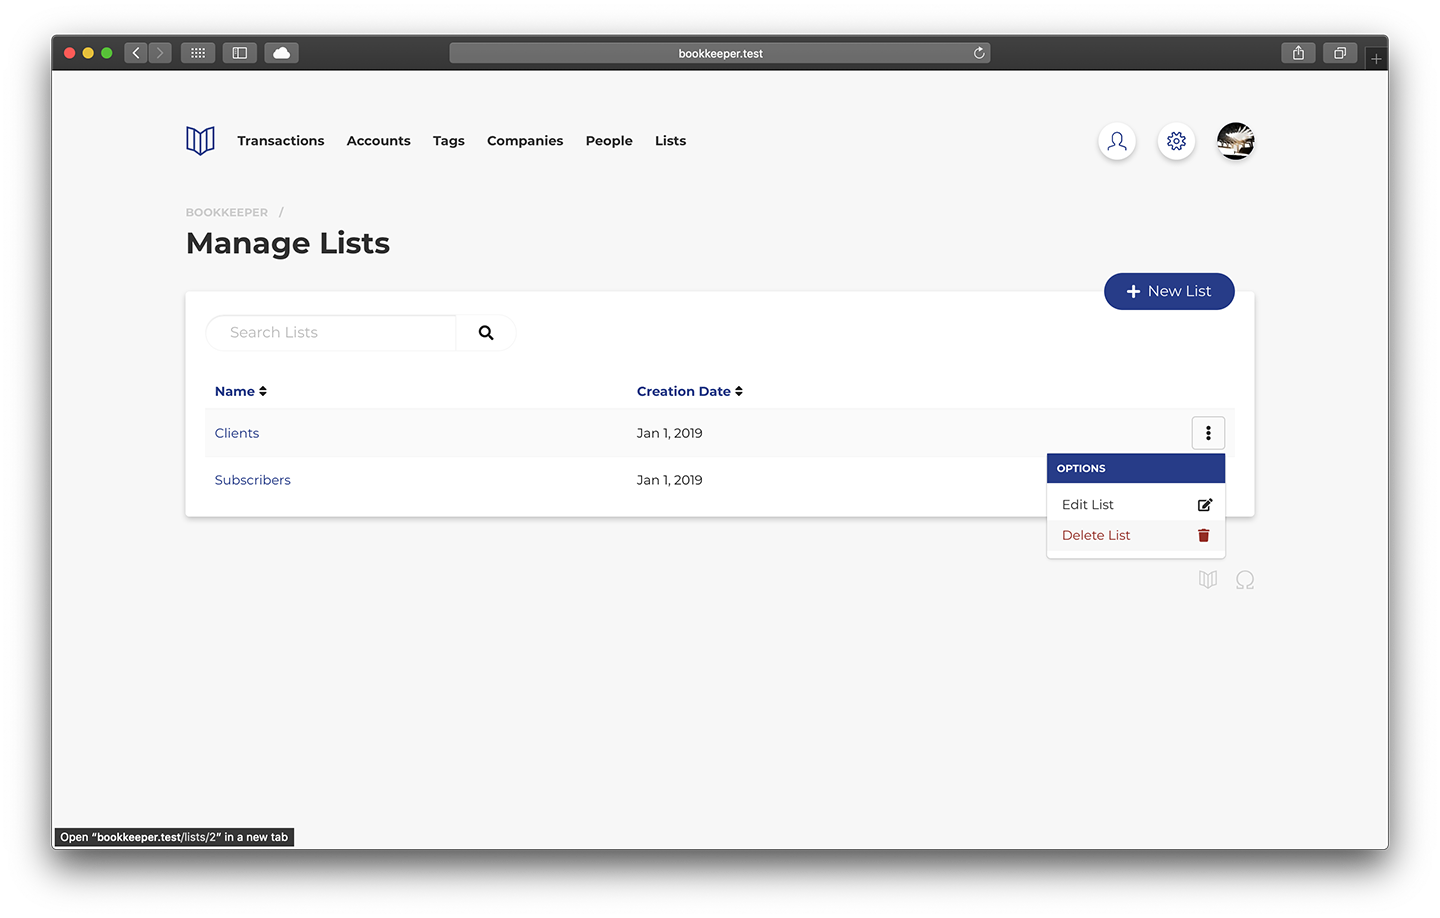 bookkeeper.test
Transactions Accounts Tags Companies People Lists
BOOKKEEPER /
Manage Lists
+ New List
Search Lists
Name Creation Date
Clients Jan 1, 2019
OPTIONS
Subscribers Jan 1, 2019
Edit List
Delete List
Open “bookkeeper.test/lists/2” in a new tab